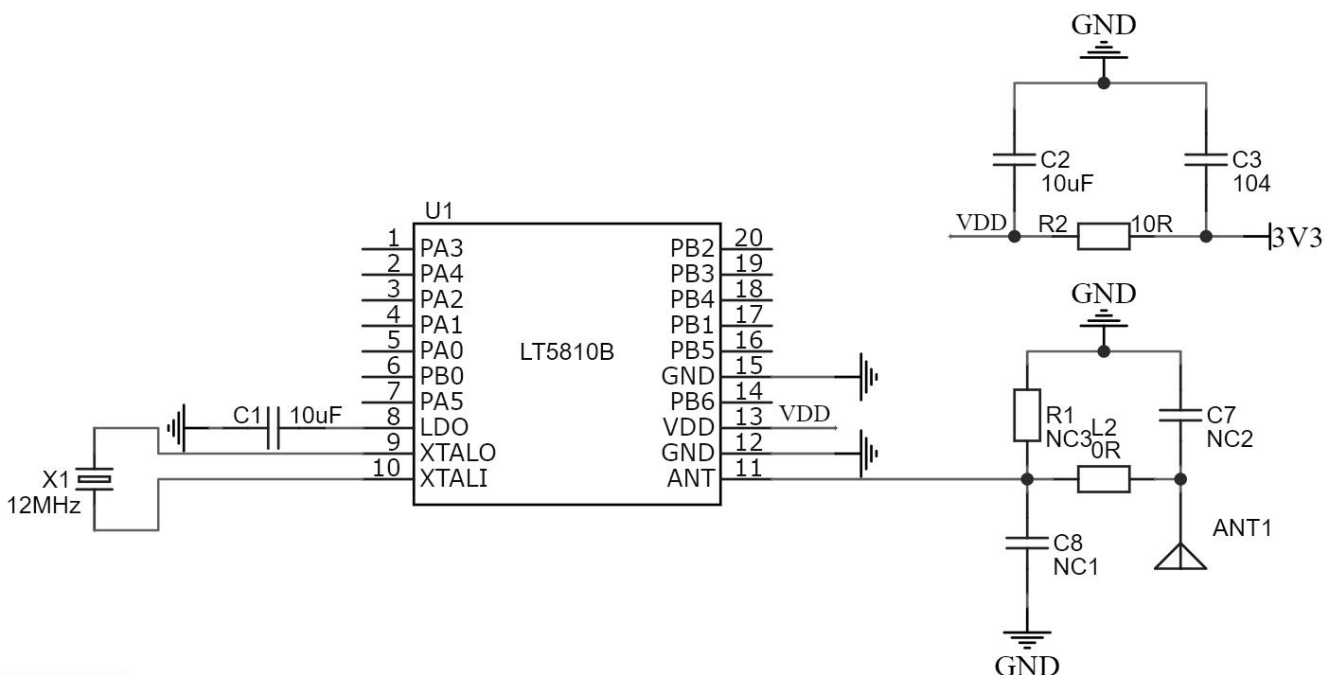 GND
C2
10uF
C3
104
VDD
R2
10R
3V3
U1
1 PA3
2 PA4
3 PA2
4 PA1
5 PA0
6 PB0
7 PA5
8 LDO
9 XTALO
10 XTALI
LT5810B
PB2 20
PB3 19
PB4 18
PB1 17
PB5 16
GND 15
PB6 14
VDD 13
GND 12
ANT 11
VDD
C1 10uF
X1
12MHz
GND
R1
NC3
L2
0R
C7
NC2
ANT1
C8
NC1
GND